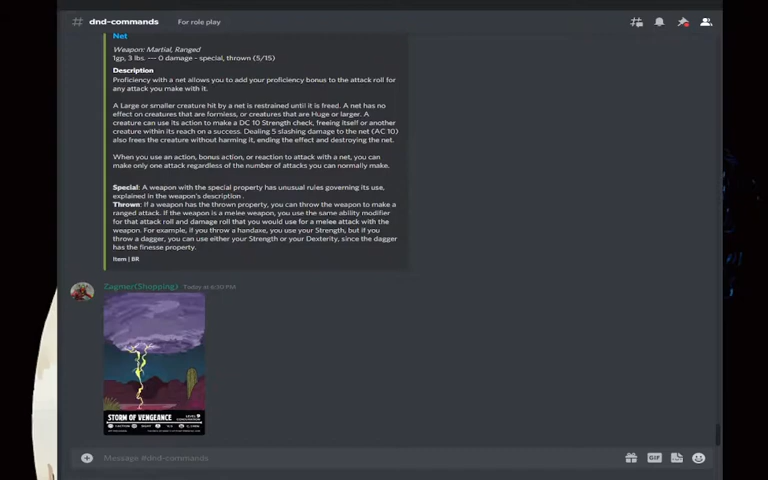 dnd-commands For role play
Net
Weapon: Martial, Ranged
1gp, 3 lbs. --- 0 damage - special, thrown (5/15)
Description
Proficiency with a net allows you to add your proficiency bonus to the attack roll for
any attack you make with it.
A Large or smaller creature hit by a net is restrained until it is freed. A net has no
effect on creatures that are formless, or creatures that are Huge or larger. A
creature can use its action to make a DC 10 Strength check, freeing itself or another
creature within its reach on a success. Dealing 5 slashing damage to the net (AC 10)
also frees the creature without harming it, ending the effect and destroying the net.
When you use an action, bonus action, or reaction to attack with a net, you can
make only one attack regardless of the number of attacks you can normally make.
Special: A weapon with the special property has unusual rules governing its use,
explained in the weapon's description .
Thrown: If a weapon has the thrown property, you can throw the weapon to make a
ranged attack. If the weapon is a melee weapon, you use the same ability modifier
for that attack roll and damage roll that you would use for a melee attack with the
weapon. For example, if you throw a handaxe, you use your Strength, but if you
throw a dagger, you can use either your Strength or your Dexterity, since the dagger
has the finesse property.
Item | BR
Zagmer(Shopping) Today at 6:30 PM
STORM OF VENGEANCE
Message #dnd-commands
GIF